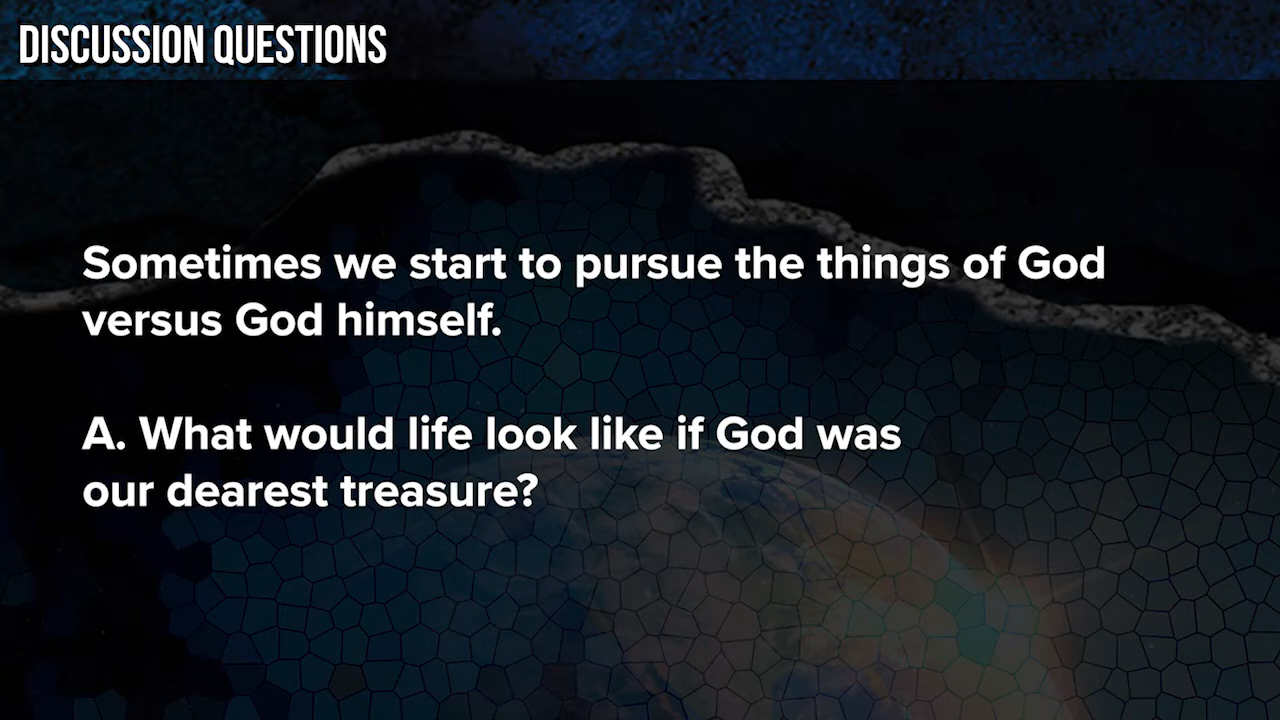 DISCUSSION QUESTIONS
Sometimes we start to pursue the things of God
versus God himself.
A. What would life look like if God was
our dearest treasure?